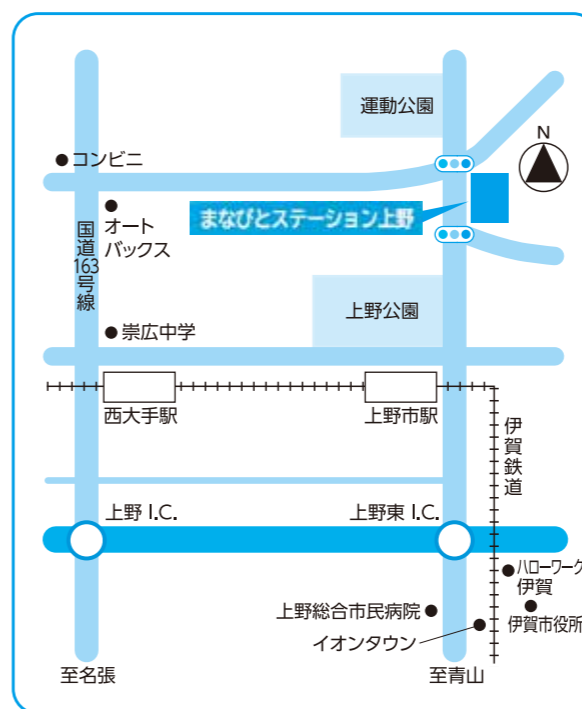 運動公園
N
コンビニ
オート
バックス
まなびとステーション上野
国道163号線
上野公園
崇広中学
西大手駅
上野市駅
伊賀鉄道
上野 I.C.
上野東 I.C.
ハローワーク
伊賀
上野総合市民病院
伊賀市役所
イオンタウン
至名張
至青山